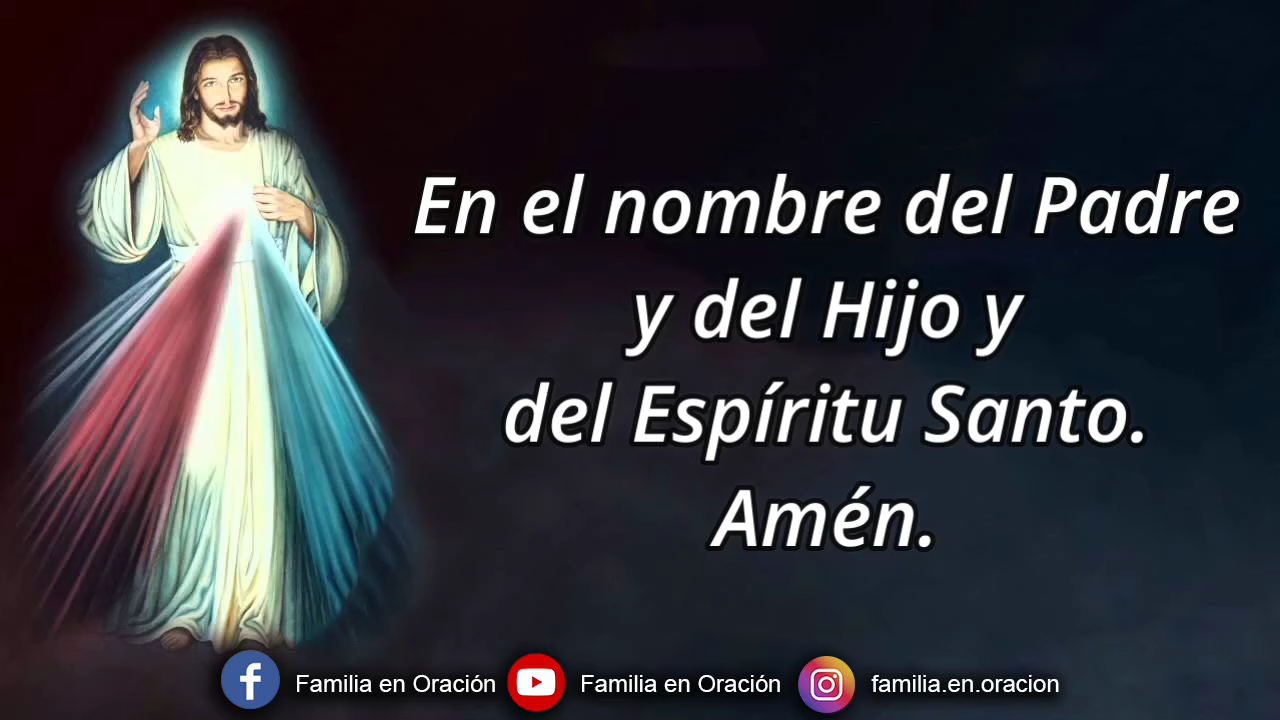 En el nombre del Padre
y del Hijo y
del Espíritu Santo.
Amén.
Familia en Oración Familia en Oración familia.en.oracion